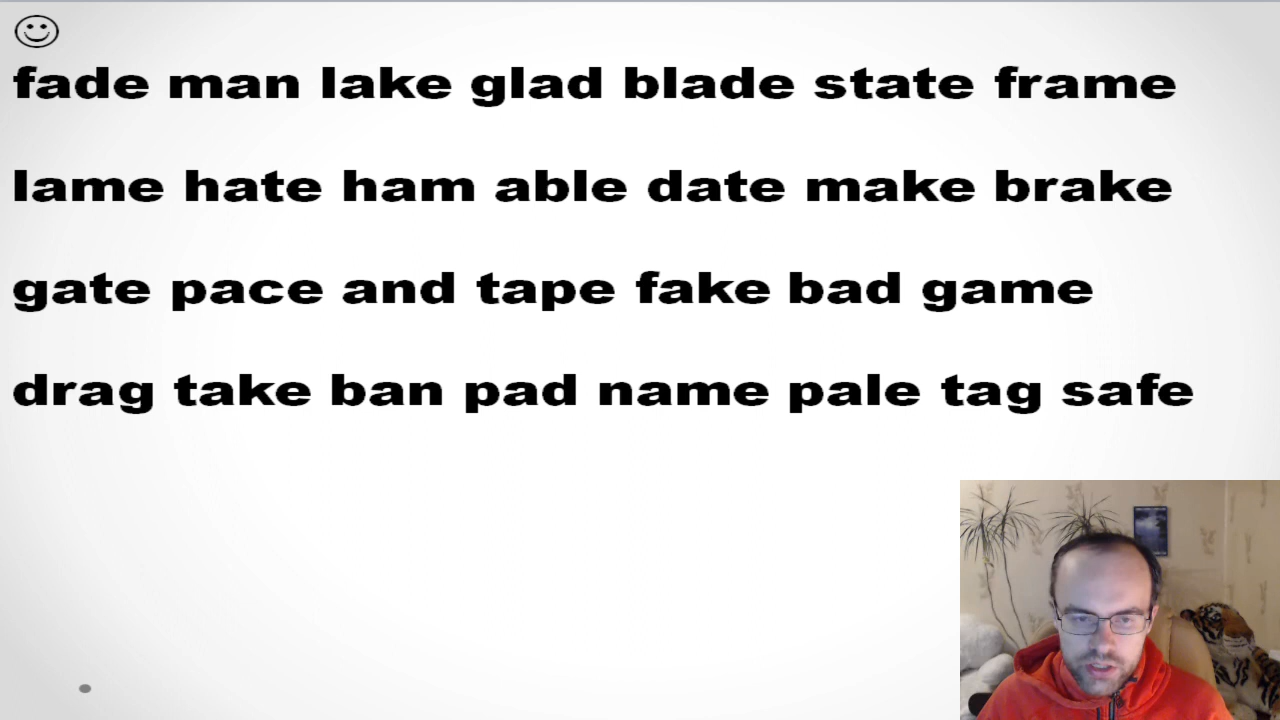 fade man lake glad blade state frame
lame hate ham able date make brake
gate pace and tape fake bad game
drag take ban pad name pale tag safe